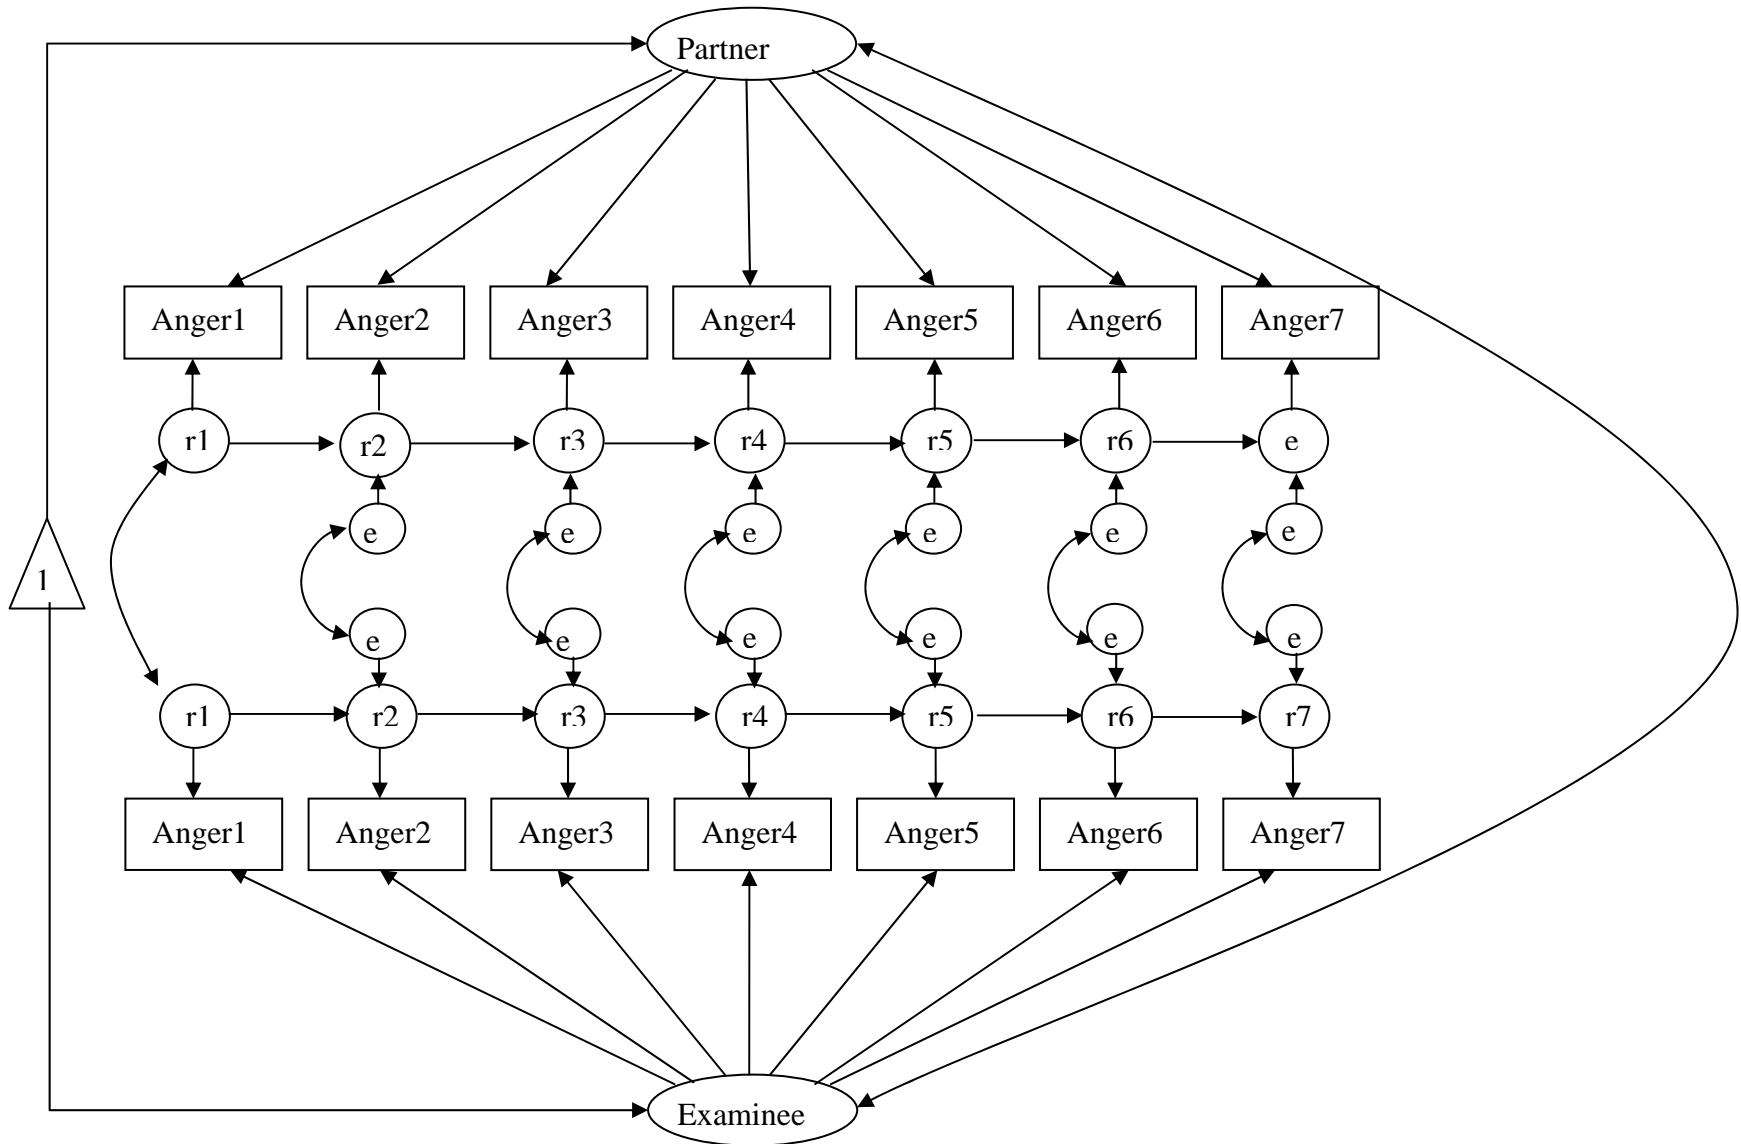 Partner
Anger1 Anger2 Anger3 Anger4 Anger5 Anger6 Anger7
r1 r2 r3 r4 r5 r6 e
e e e e e e
1
e e e e e e
r1 r2 r3 r4 r5 r6 r7
Anger1 Anger2 Anger3 Anger4 Anger5 Anger6 Anger7
Examinee